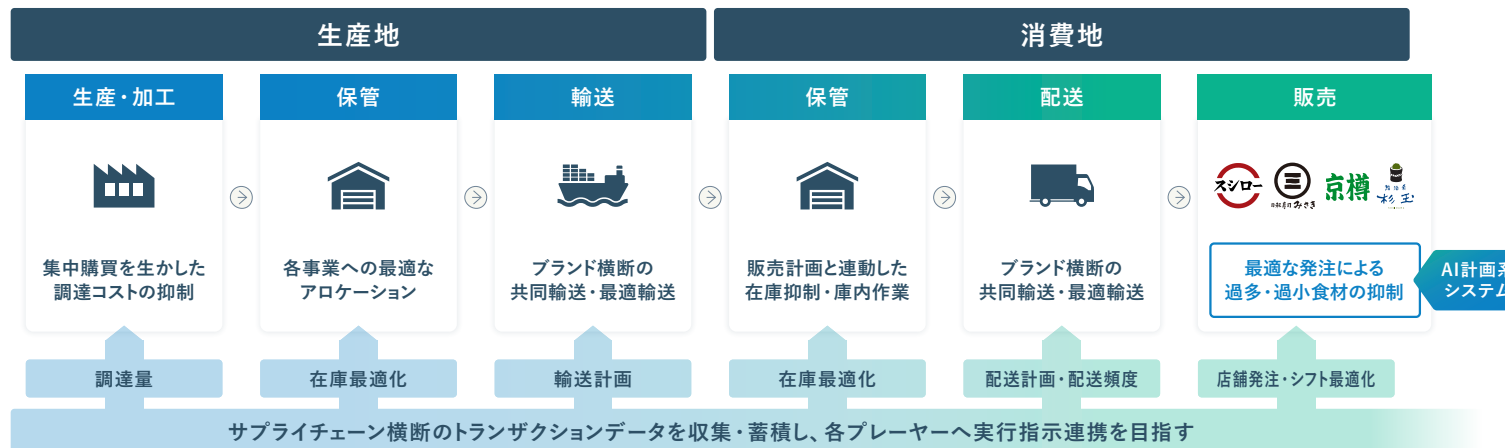 生産地
消費地
生産・加工
保管
輸送
保管
配送
販売
スシロー
三
回転寿司 みさき
京樽
杉玉
集中購買を生かした
調達コストの抑制
各事業への最適な
アロケーション
ブランド横断の
共同輸送・最適輸送
販売計画と連動した
在庫抑制・庫内作業
ブランド横断の
共同輸送・最適輸送
最適な発注による
過多・過小食材の抑制
AI計画系
システム
調達量
在庫最適化
輸送計画
在庫最適化
配送計画・配送頻度
店舗発注・シフト最適化
サプライチェーン横断のトランザクションデータを収集・蓄積し、各プレーヤーへ実行指示連携を目指す